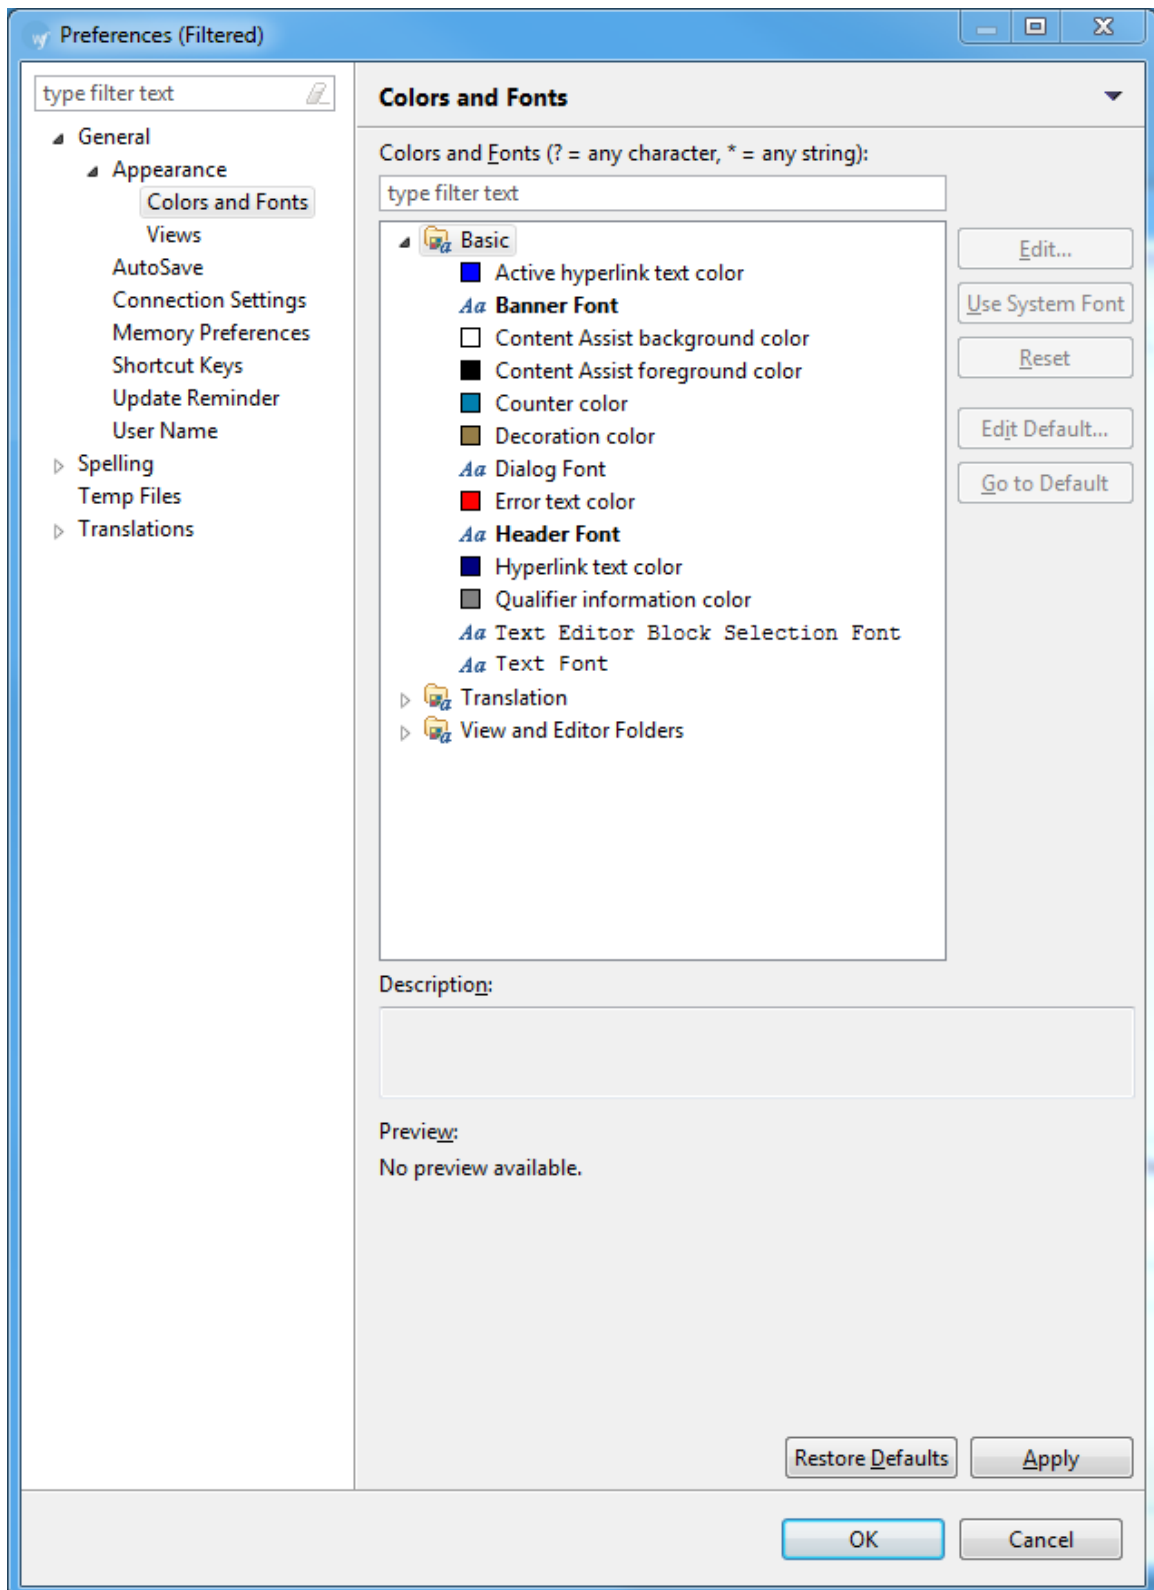 Preferences (Filtered)
type filter text
General
Appearance
Colors and Fonts
Views
AutoSave
Connection Settings
Memory Preferences
Shortcut Keys
Update Reminder
User Name
Spelling
Temp Files
Translations
Colors and Fonts
Colors and Fonts (? = any character, * = any string):
type filter text
Basic
Active hyperlink text color
Aa Banner Font
Content Assist background color
Content Assist foreground color
Counter color
Decoration color
Aa Dialog Font
Error text color
Aa Header Font
Hyperlink text color
Qualifier information color
Aa Text Editor Block Selection Font
Aa Text Font
Translation
View and Editor Folders
Edit...
Use System Font
Reset
Edit Default...
Go to Default
Description:
Preview:
No preview available.
Restore Defaults
Apply
OK
Cancel